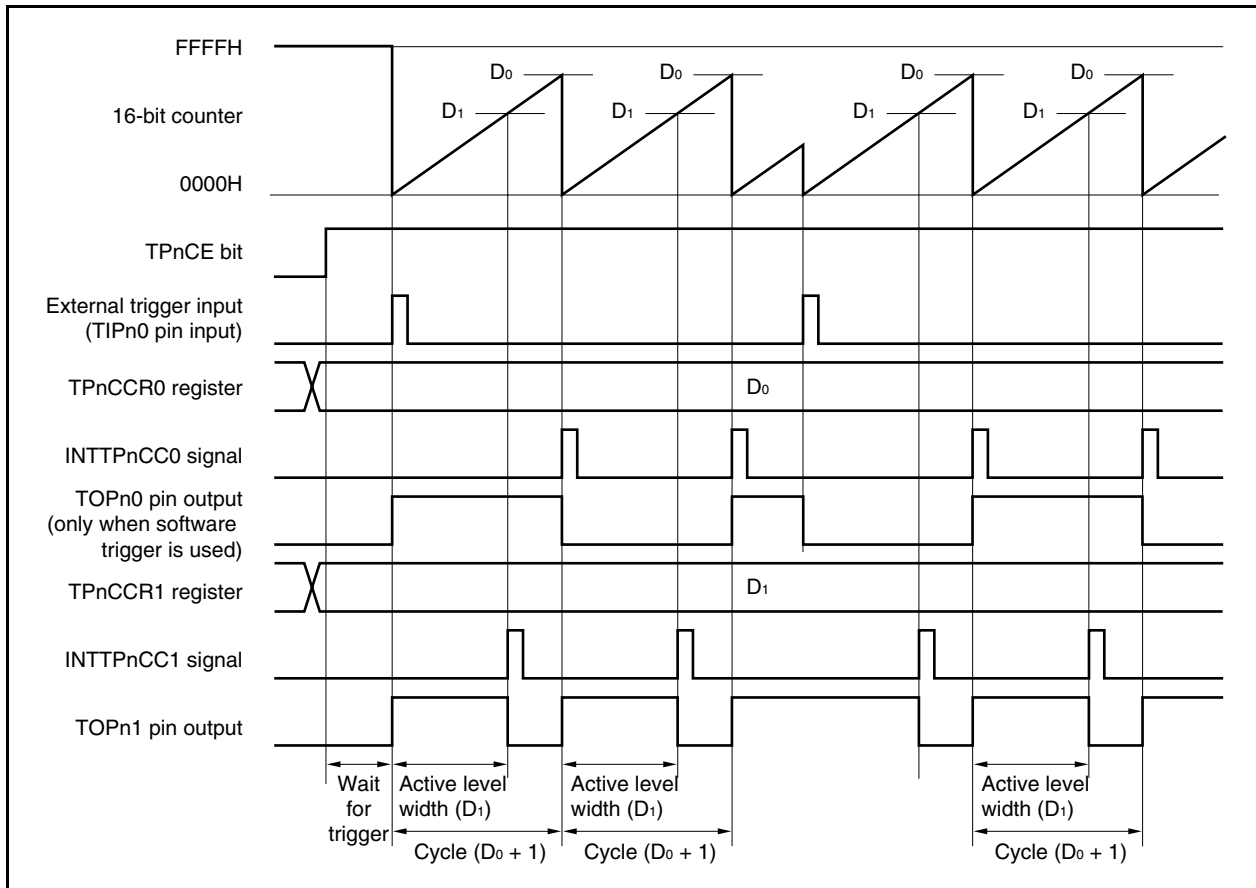 FFFFH
D0 D0 D0 D0
D1 D1 D1 D1
16-bit counter
0000H
TPnCE bit
External trigger input
(TIPn0 pin input)
TPnCCR0 register
D0
INTTPnCC0 signal
TOPn0 pin output
(only when software
trigger is used)
TPnCCR1 register
D1
INTTPnCC1 signal
TOPn1 pin output
Wait
for
trigger
Active level
width (D1)
Active level
width (D1)
Active level
width (D1)
Cycle (D0 + 1)
Cycle (D0 + 1)
Cycle (D0 + 1)